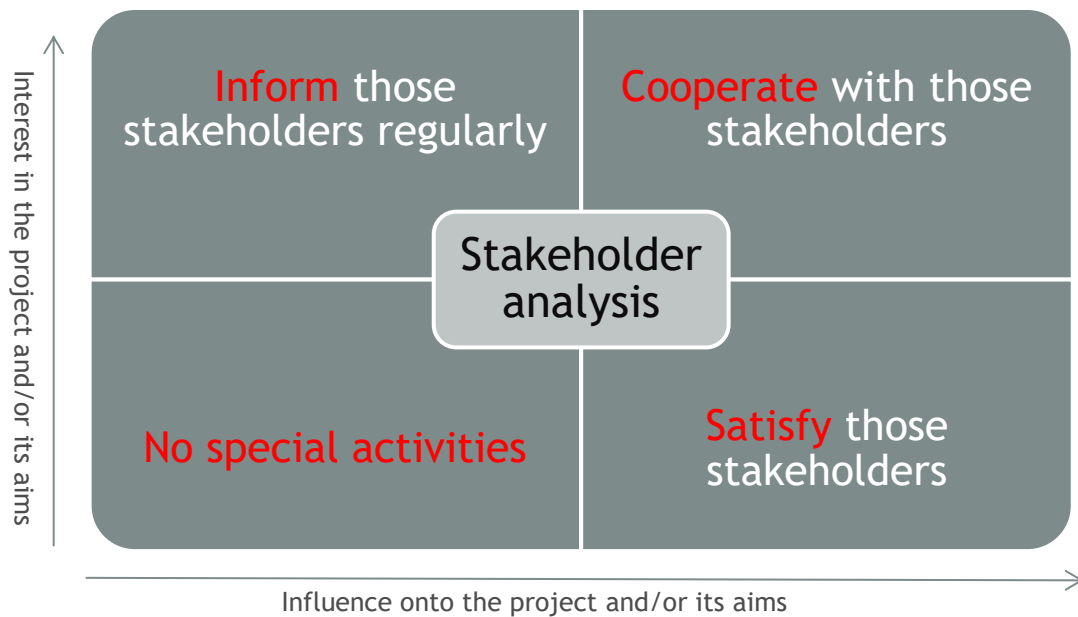 Interest in the project and/or its aims
Inform those
stakeholders regularly
Cooperate with those
stakeholders
Stakeholder
analysis
No special activities
Satisfy those
stakeholders
Influence onto the project and/or its aims